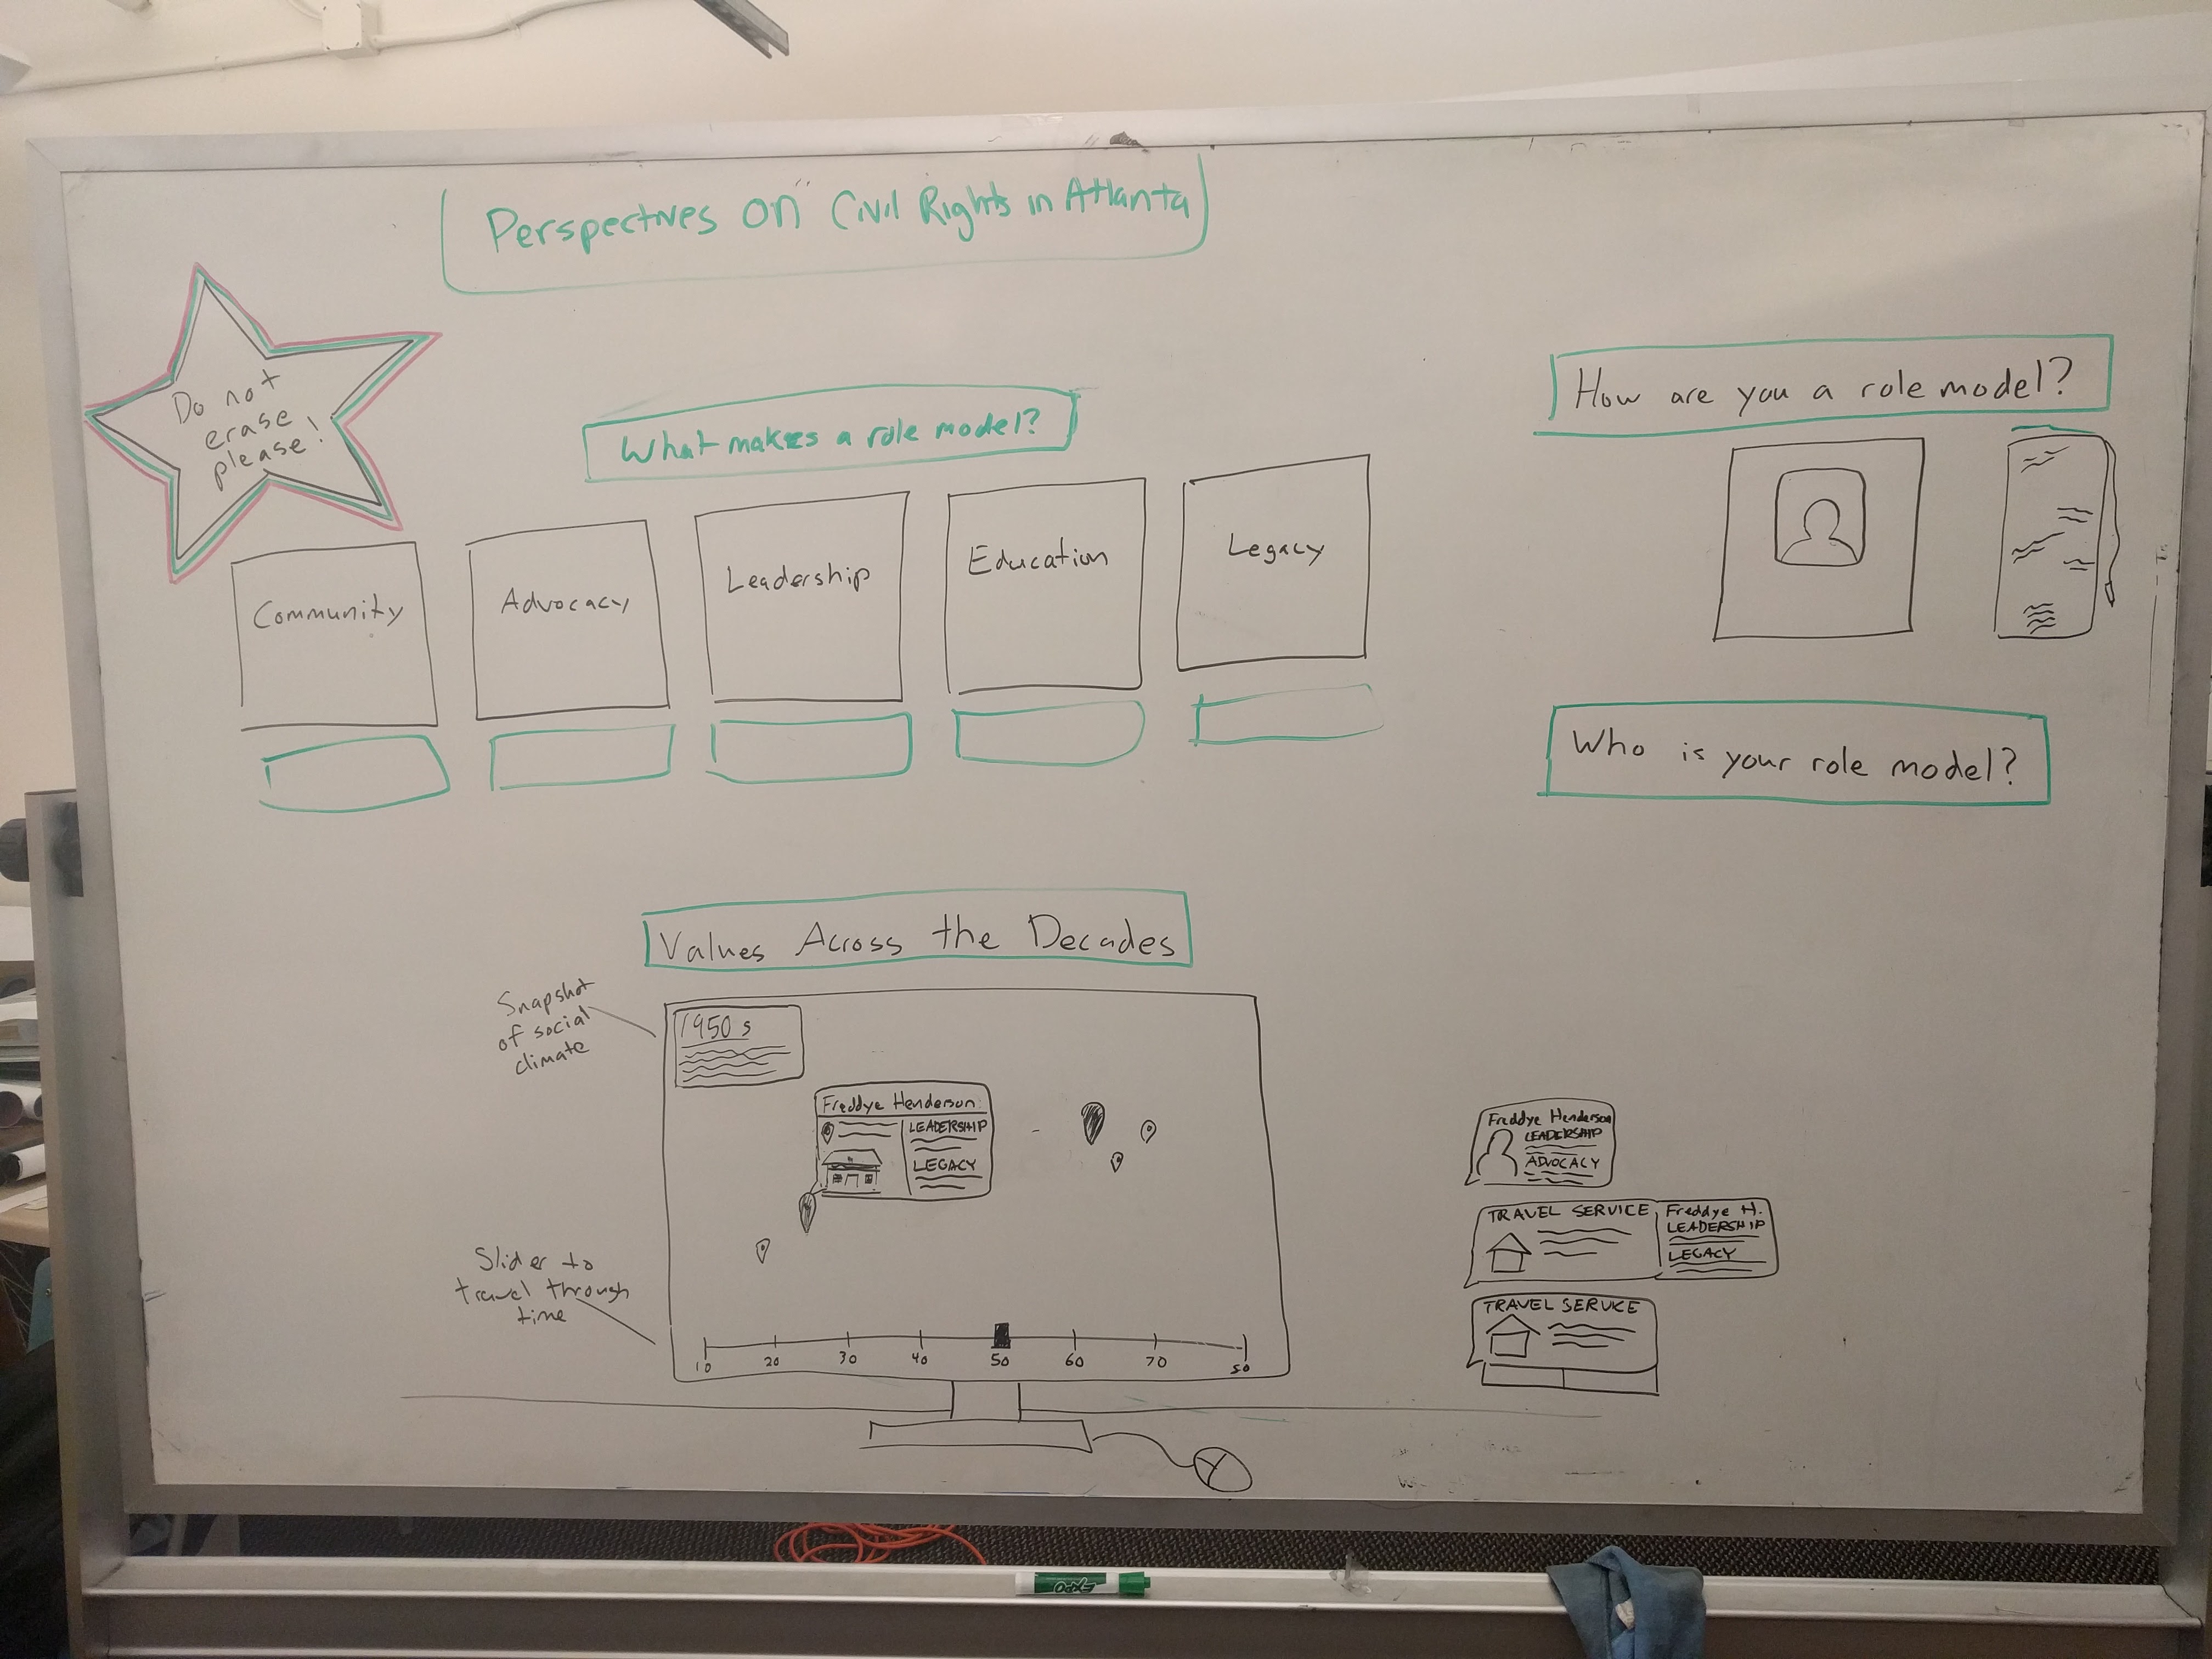 Perspectives on Civil Rights in Atlanta
Do not
erase
please!
What makes a role model?
Community
Advocacy
Leadership
Education
Legacy
How are you a role model?
Who is your role model?
Values Across the Decades
Snapshot
of social
climate
1950s
Freddye Henderson
LEADERSHIP
LEGACY
Slider to
travel through
time
10 20 30 40 50 60 70 80
Freddye Henderson
LEADERSHIP
ADVOCACY
TRAVEL SERVICE
Freddye H.
LEADERSHIP
LEGACY
TRAVEL SERVICE
EXPO